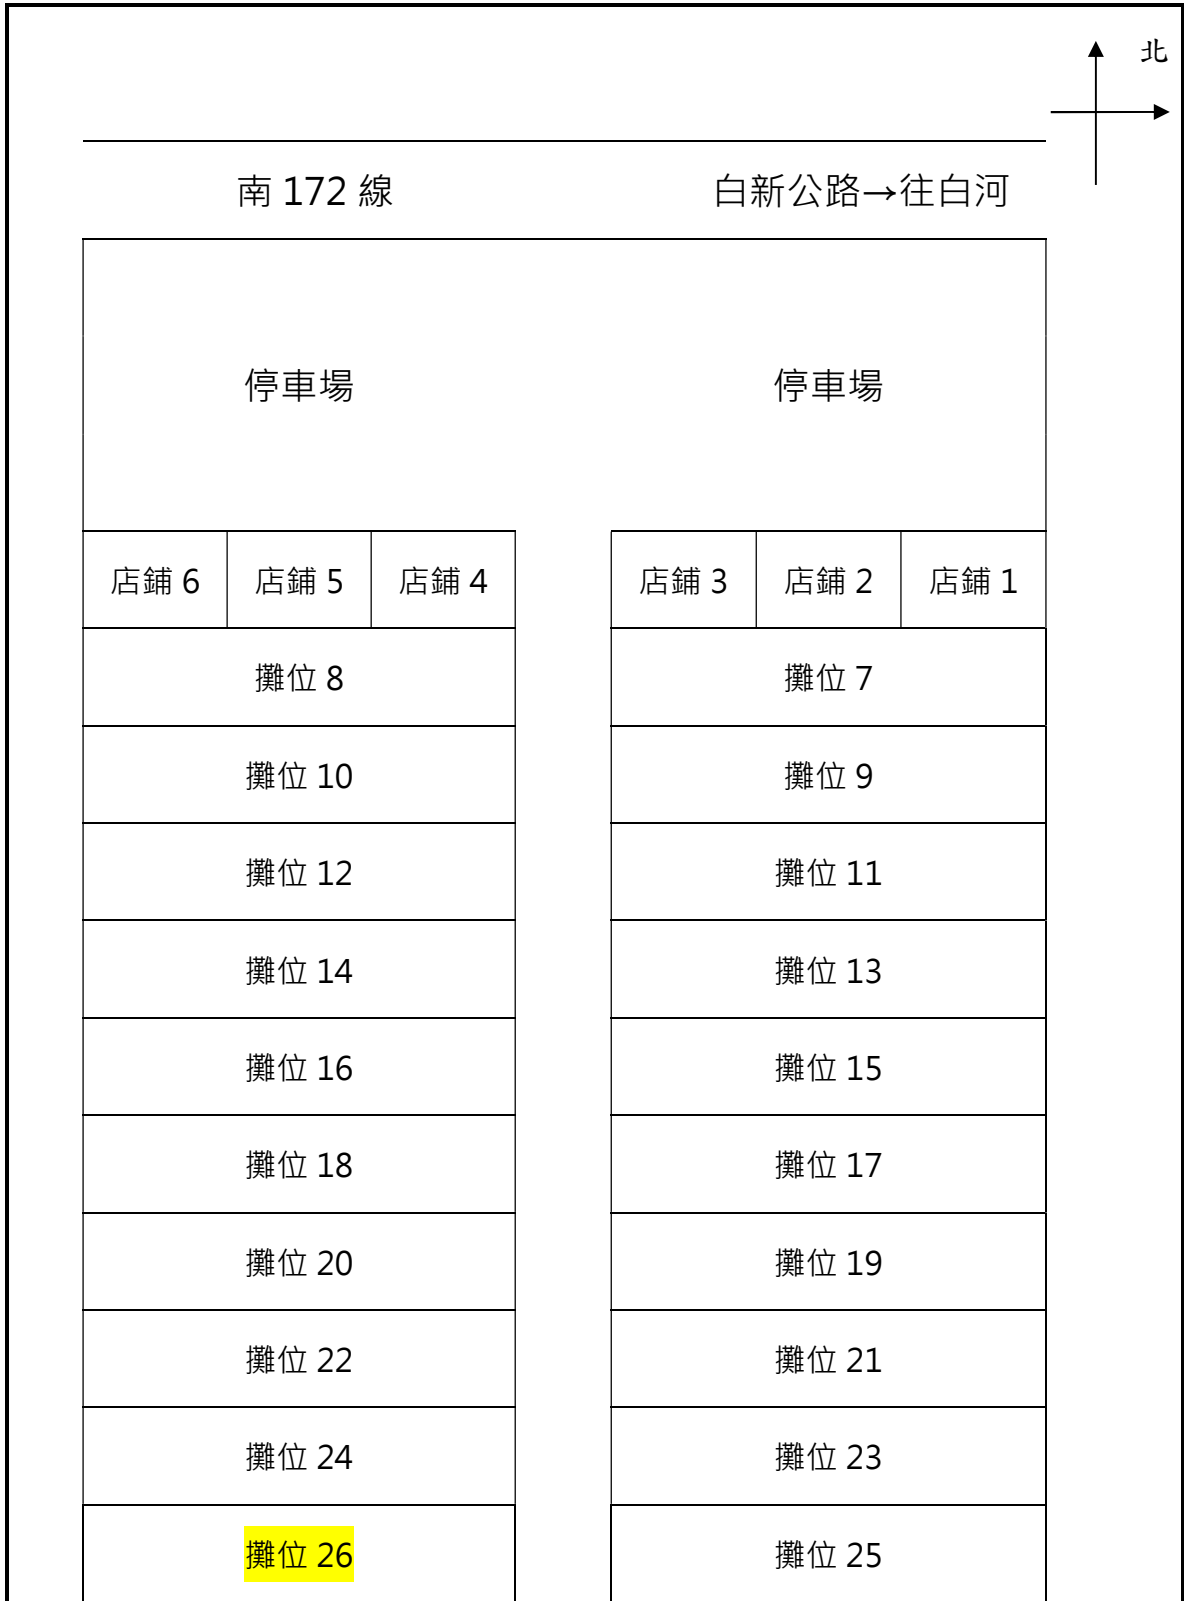 北
南 172 線 白新公路→往白河
停車場 停車場
店鋪 6 店鋪 5 店鋪 4 店鋪 3 店鋪 2 店鋪 1
攤位 8 攤位 7
攤位 10 攤位 9
攤位 12 攤位 11
攤位 14 攤位 13
攤位 16 攤位 15
攤位 18 攤位 17
攤位 20 攤位 19
攤位 22 攤位 21
攤位 24 攤位 23
攤位 26 攤位 25